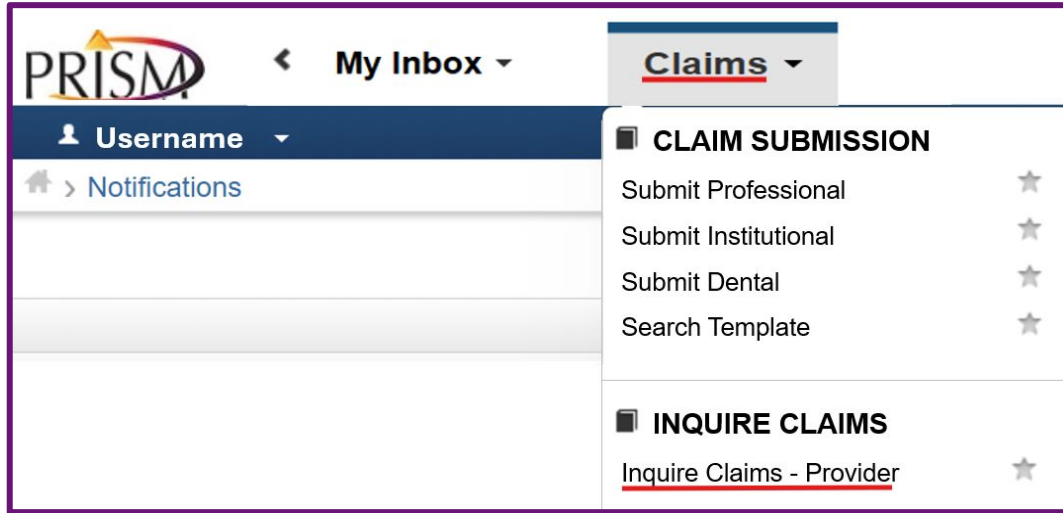 PRISM
My Inbox
Claims
Username
> Notifications
CLAIM SUBMISSION
Submit Professional
Submit Institutional
Submit Dental
Search Template
INQUIRE CLAIMS
Inquire Claims - Provider